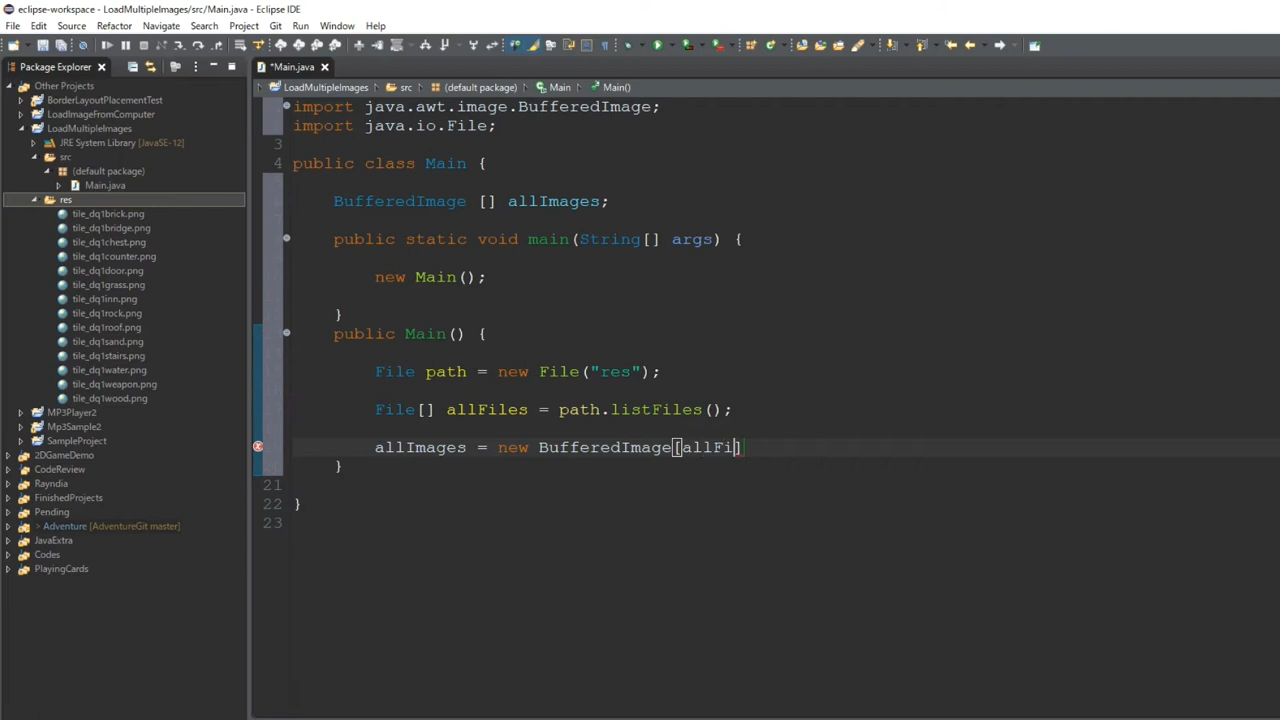 eclipse-workspace - LoadMultipleImages/src/Main.java - Eclipse IDE
File Edit Source Refactor Navigate Search Project Git Run Window Help
Package Explorer
*Main.java
LoadMultipleImages src (default package) Main Main()
Other Projects
BorderLayoutPlacementTest
LoadImageFromComputer
LoadMultipleImages
JRE System Library [JavaSE-12]
src
(default package)
Main.java
res
tile_dq1brick.png
tile_dq1bridge.png
tile_dq1chest.png
tile_dq1counter.png
tile_dq1door.png
tile_dq1grass.png
tile_dq1inn.png
tile_dq1rock.png
tile_dq1roof.png
tile_dq1sand.png
tile_dq1stairs.png
tile_dq1water.png
tile_dq1weapon.png
tile_dq1wood.png
MP3Player2
Mp3Sample2
SampleProject
2DGameDemo
CodeReview
Rayndia
FinishedProjects
Pending
> Adventure [AdventureGit master]
JavaExtra
Codes
PlayingCards
import java.awt.image.BufferedImage;
import java.io.File;
3
4 public class Main {
BufferedImage [] allImages;
public static void main(String[] args) {
new Main();
}
public Main() {
File path = new File("res");
File[] allFiles = path.listFiles();
allImages = new BufferedImage[allFi]
}
21
22 }
23